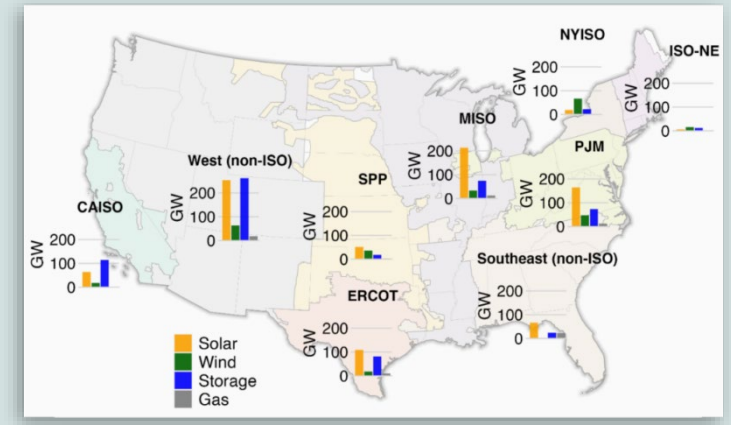 NYISO
GW
200
100
0
ISO-NE
GW
200
100
0
MISO
GW
200
100
0
PJM
GW
200
100
0
West (non-ISO)
GW
200
100
0
SPP
GW
200
100
0
CAISO
GW
200
100
0
Southeast (non-ISO)
GW
200
100
0
ERCOT
GW
200
100
0
Solar
Wind
Storage
Gas